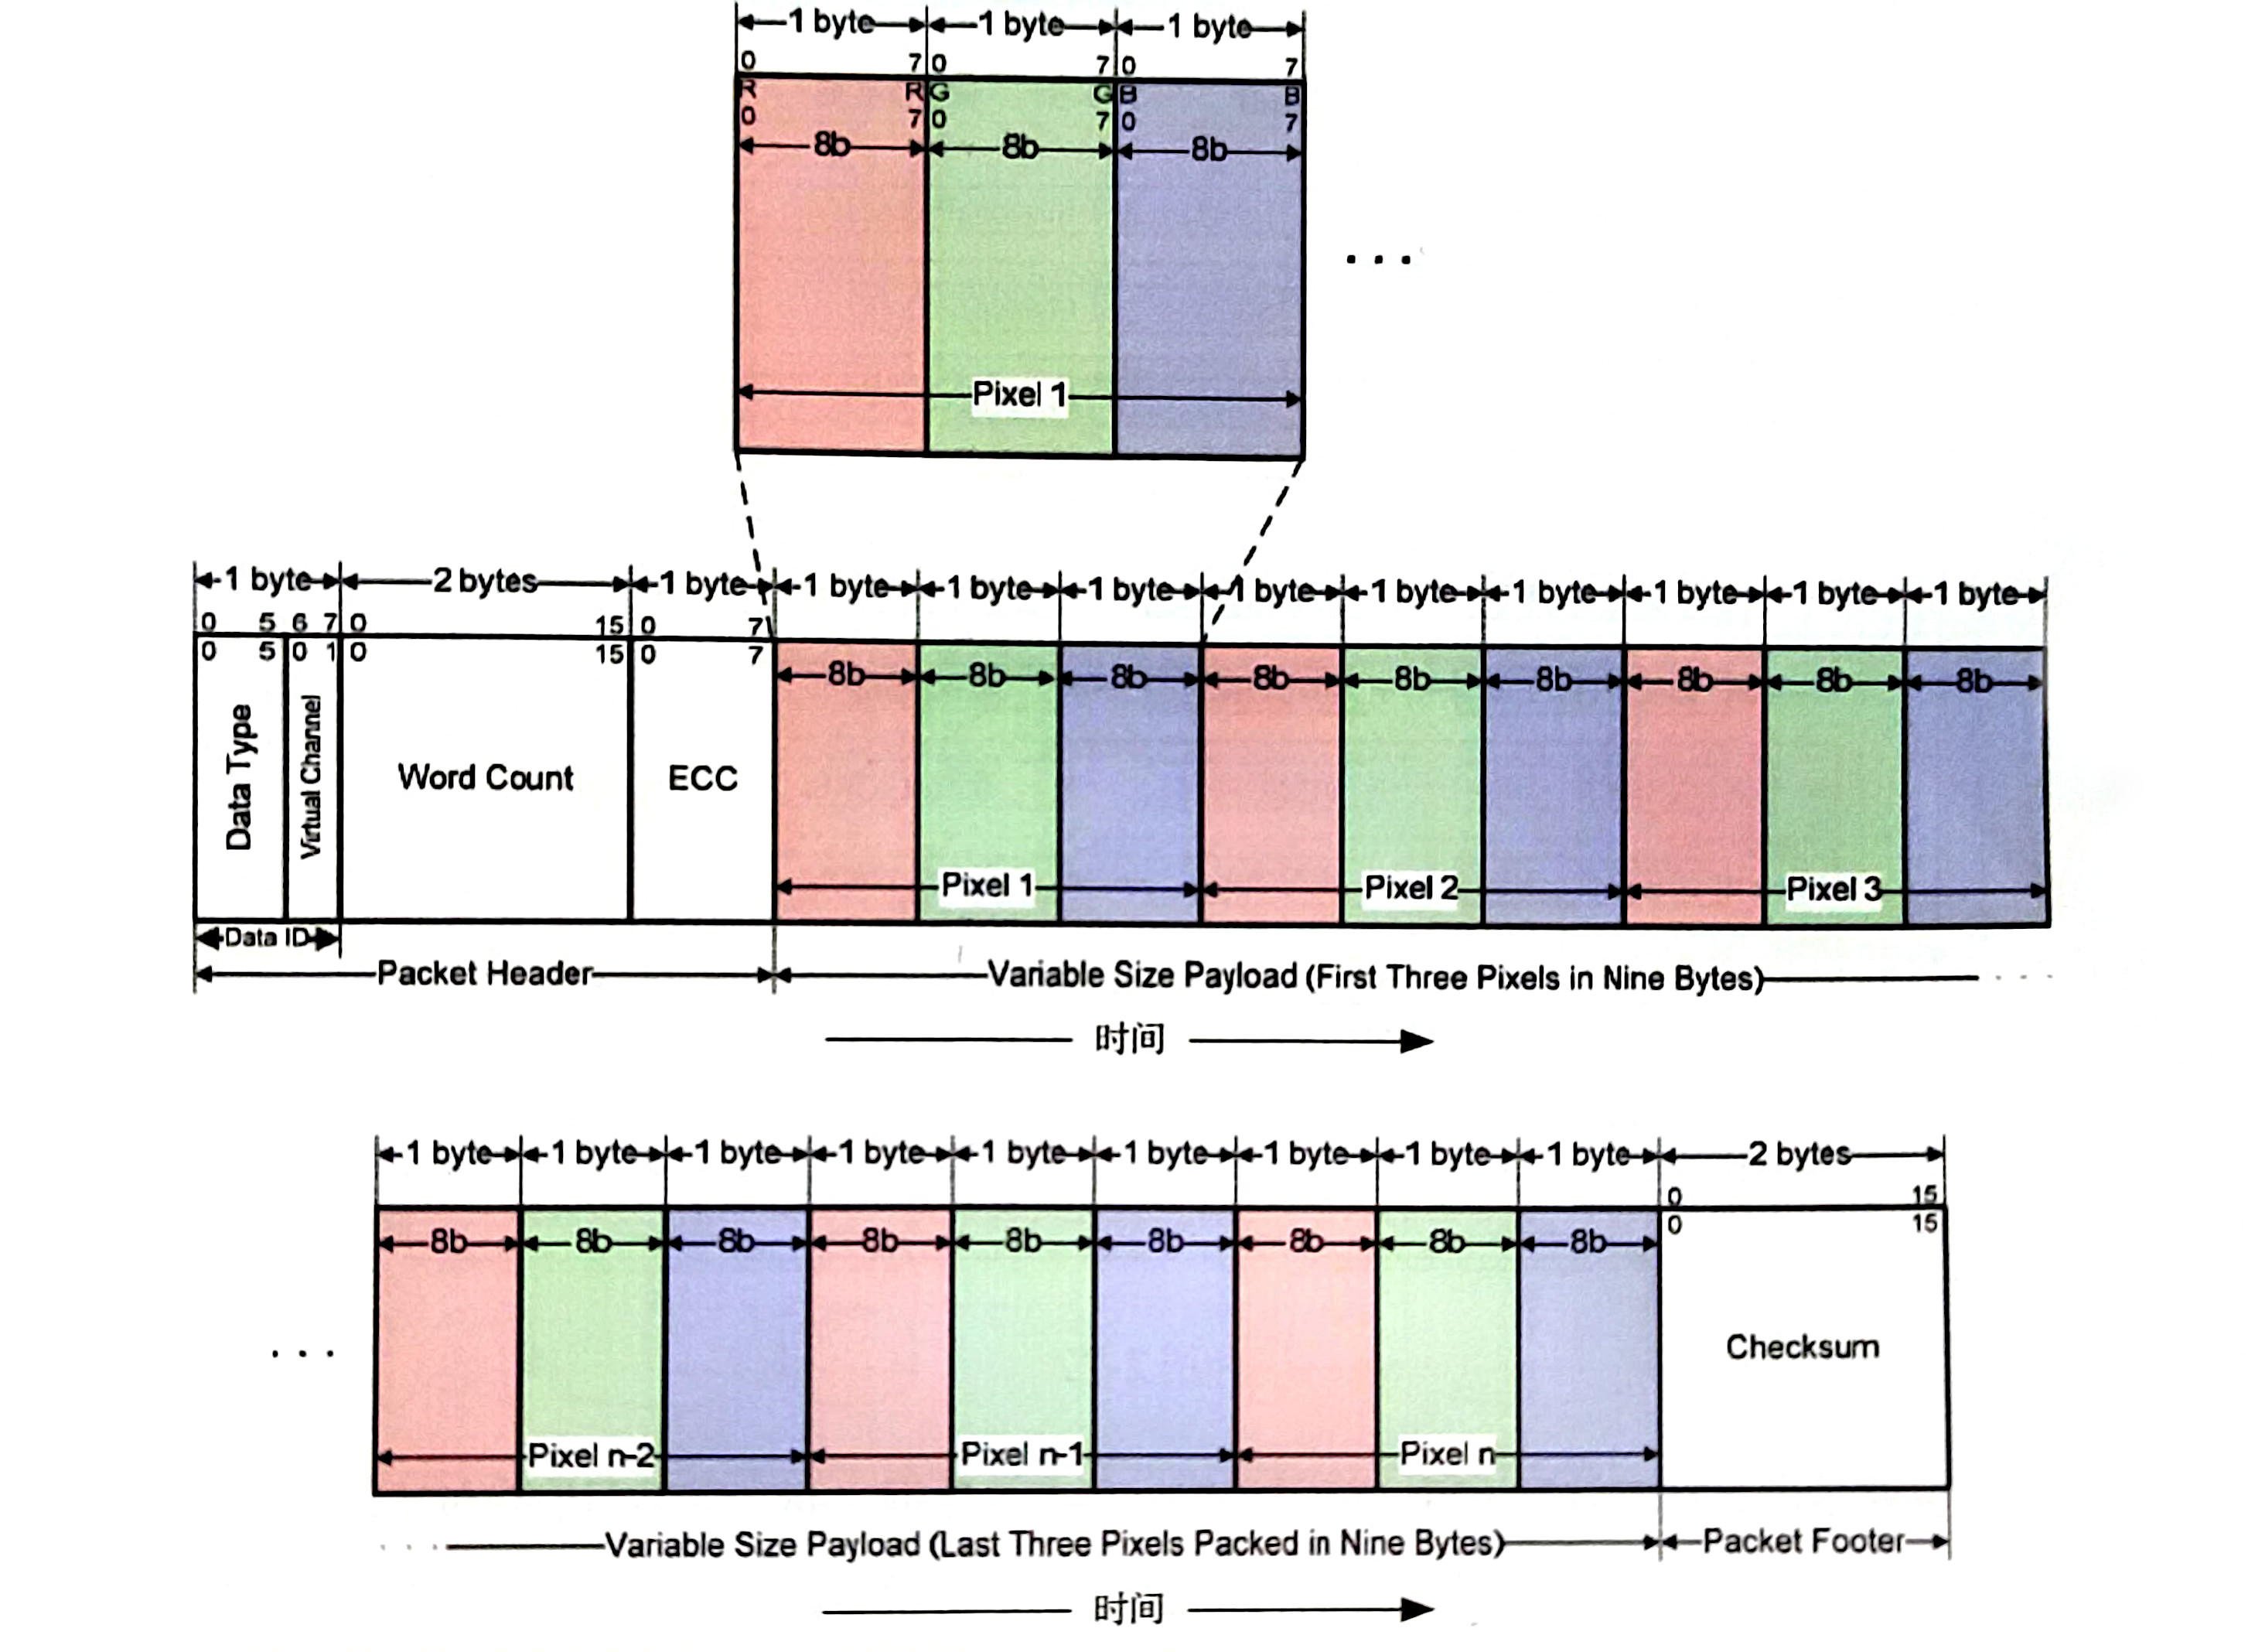 1 byte 1 byte 1 byte
0 7 0 7 0 7
R R G G B B
0 7 0 7 0 7
8b 8b 8b
...
Pixel 1
1 byte 2 bytes 1 byte 1 byte 1 byte 1 byte 1 byte 1 byte 1 byte 1 byte 1 byte 1 byte
0 5 6 7 0 15 0 7
0 5 0 1 0 15 0 7
8b 8b 8b 8b 8b 8b 8b 8b 8b
Data Type
Virtual Channel
Word Count
ECC
Pixel 1 Pixel 2 Pixel 3
Data ID
Packet Header Variable Size Payload (First Three Pixels in Nine Bytes)
时间
1 byte 1 byte 1 byte 1 byte 1 byte 1 byte 1 byte 1 byte 1 byte 2 bytes
0 15
0 15
8b 8b 8b 8b 8b 8b 8b 8b 8b
...
Checksum
Pixel n-2 Pixel n-1 Pixel n
Variable Size Payload (Last Three Pixels Packed in Nine Bytes) Packet Footer
时间